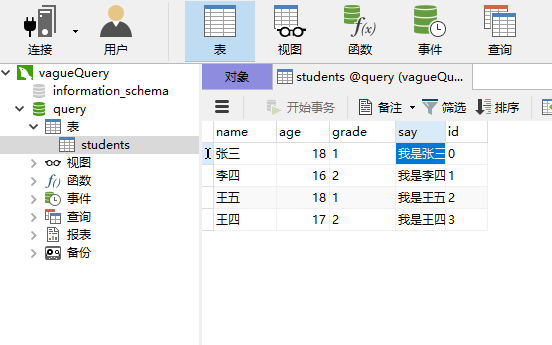 连接 用户 表 视图 函数 事件 查询
vagueQuery
information_schema
query
表
students
视图
函数
事件
查询
报表
备份
对象 students @query (vagueQu...
开始事务 备注 筛选 排序
name age grade say id
张三 18 1 我是张三 0
李四 16 2 我是李四 1
王五 18 1 我是王五 2
王四 17 2 我是王四 3